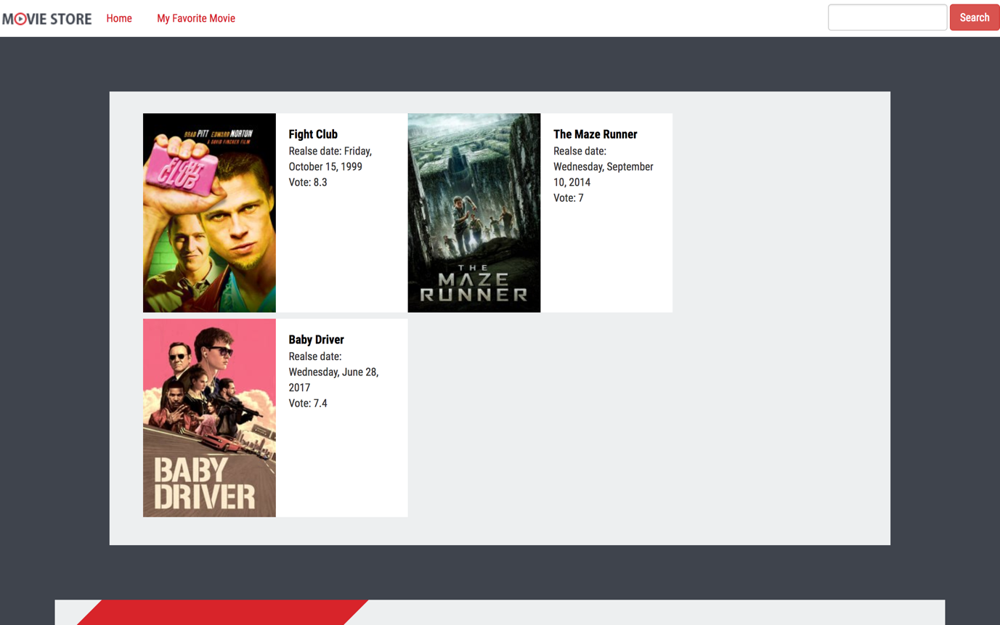 MOVIE STORE Home My Favorite Movie Search
BRAD PITT EDWARD NORTON
A DAVID FINCHER FILM
FIGHT
CLUB
Fight Club
Realse date: Friday,
October 15, 1999
Vote: 8.3
THE
MAZE
RUNNER
The Maze Runner
Realse date:
Wednesday, September
10, 2014
Vote: 7
BABY
DRIVER
Baby Driver
Realse date:
Wednesday, June 28,
2017
Vote: 7.4